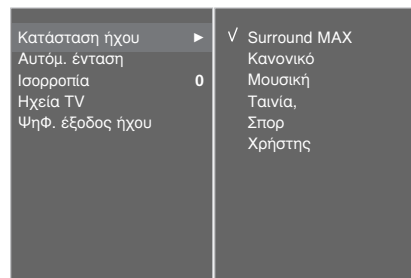 Κατάσταση ήχου ►
Αυτόμ. ένταση
Ισορροπία 0
Ηχεία TV
ΨηΦ. έξοδος ήχου
√ Surround MAX
Κανονικό
Μουσική
Ταινία,
Σπορ
Χρήστης